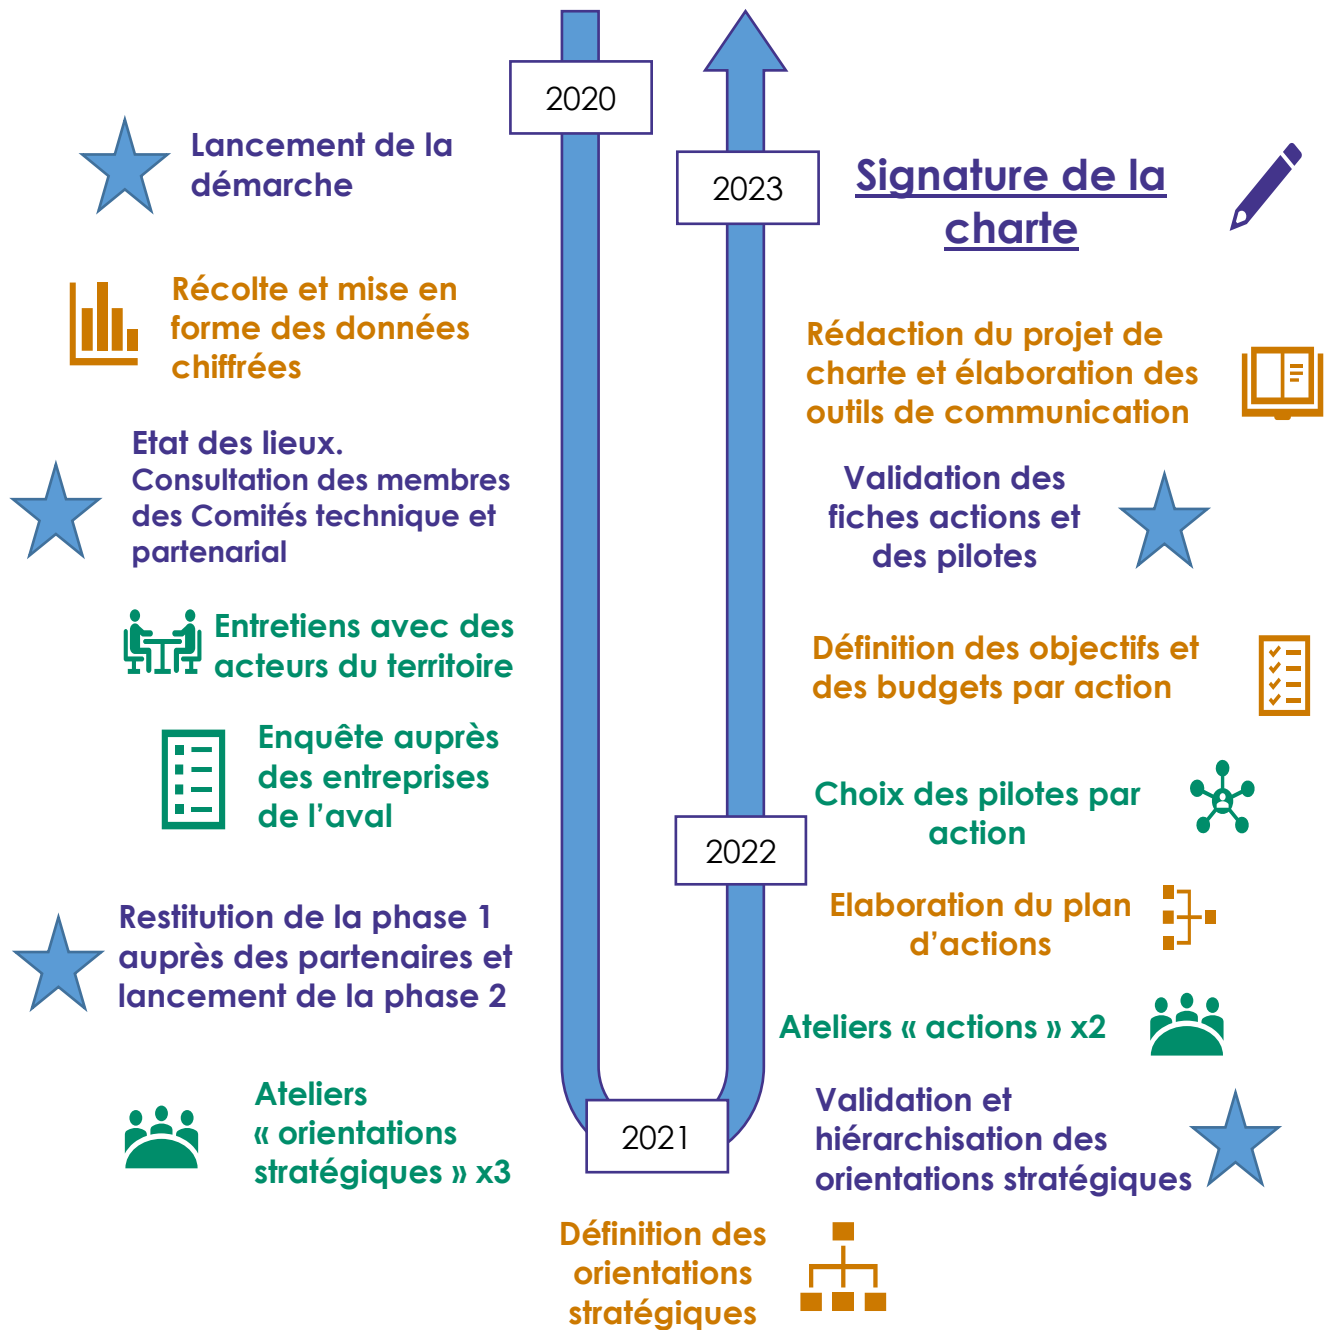 2020
Lancement de la
démarche
Récolte et mise en
forme des données
chiffrées
Etat des lieux.
Consultation des membres
des Comités technique et
partenarial
Entretiens avec des
acteurs du territoire
Enquête auprès
des entreprises
de l’aval
Restitution de la phase 1
auprès des partenaires et
lancement de la phase 2
Ateliers
« orientations
stratégiques » x3
2021
Définition des
orientations
stratégiques
Validation et
hiérarchisation des
orientations stratégiques
Ateliers « actions » x2
Elaboration du plan
d’actions
2022
Choix des pilotes par
action
Définition des objectifs et
des budgets par action
Validation des
fiches actions et
des pilotes
Rédaction du projet de
charte et élaboration des
outils de communication
2023
Signature de la
charte